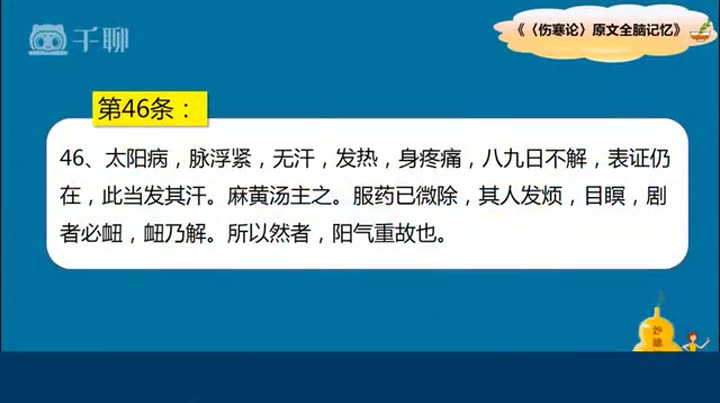 千聊
《〈伤寒论〉原文全脑记忆》
第46条：
46、太阳病，脉浮紧，无汗，发热，身疼痛，八九日不解，表证仍
在，此当发其汗。麻黄汤主之。服药已微除，其人发烦，目瞑，剧
者必衄，衄乃解。所以然者，阳气重故也。